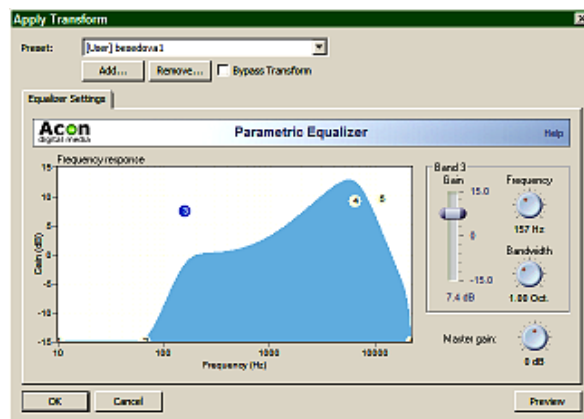 Apply Transform
Preset: [User] besedova1
Add... Remove... Bypass Transform
Equalizer Settings
Acon digital media Parametric Equalizer Help
Frequency response
Band 3
Gain Frequency
15.0
0
-15.0
7.4 dB
157 Hz
Bandwidth
1.00 Oct.
Master gain:
0 dB
Gain (dB)
15
10
5
0
-5
-10
-15
3 4 5
10 100 1000 10000
Frequency (Hz)
OK Cancel Preview